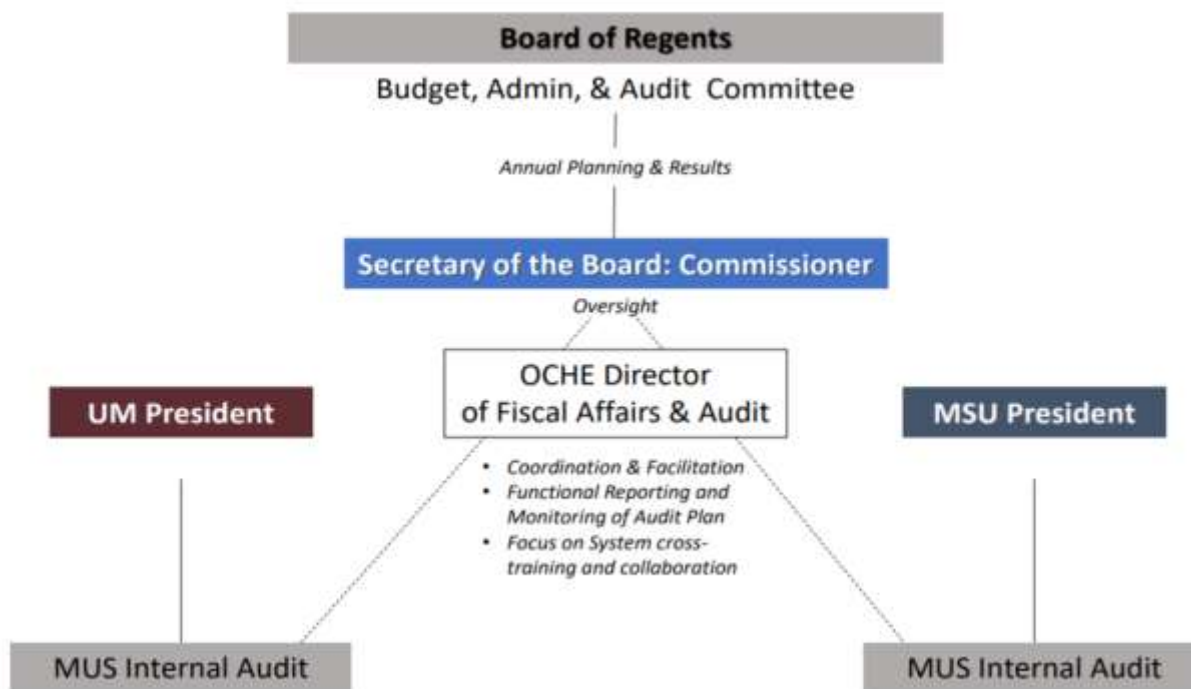 Board of Regents
Budget, Admin, & Audit Committee
Annual Planning & Results
Secretary of the Board: Commissioner
Oversight
OCHE Director
of Fiscal Affairs & Audit
UM President
MSU President
• Coordination & Facilitation
• Functional Reporting and
Monitoring of Audit Plan
• Focus on System cross-
training and collaboration
MUS Internal Audit
MUS Internal Audit